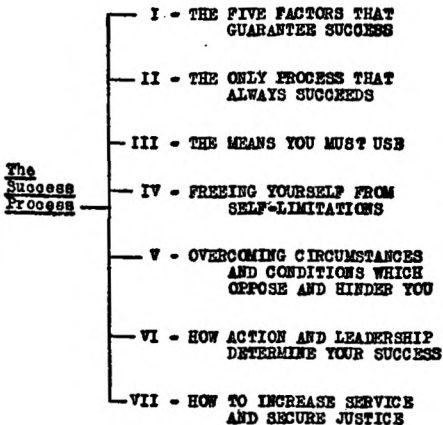 I - THE FIVE FACTORS THAT
GUARANTEE SUCCESS
II - THE ONLY PROCESS THAT
ALWAYS SUCCEEDS
III - THE MEANS YOU MUST USE
The
Success
Process
IV - FREEING YOURSELF FROM
SELF-LIMITATIONS
V - OVERCOMING CIRCUMSTANCES
AND CONDITIONS WHICH
OPPOSE AND HINDER YOU
VI - HOW ACTION AND LEADERSHIP
DETERMINE YOUR SUCCESS
VII - HOW TO INCREASE SERVICE
AND SECURE JUSTICE